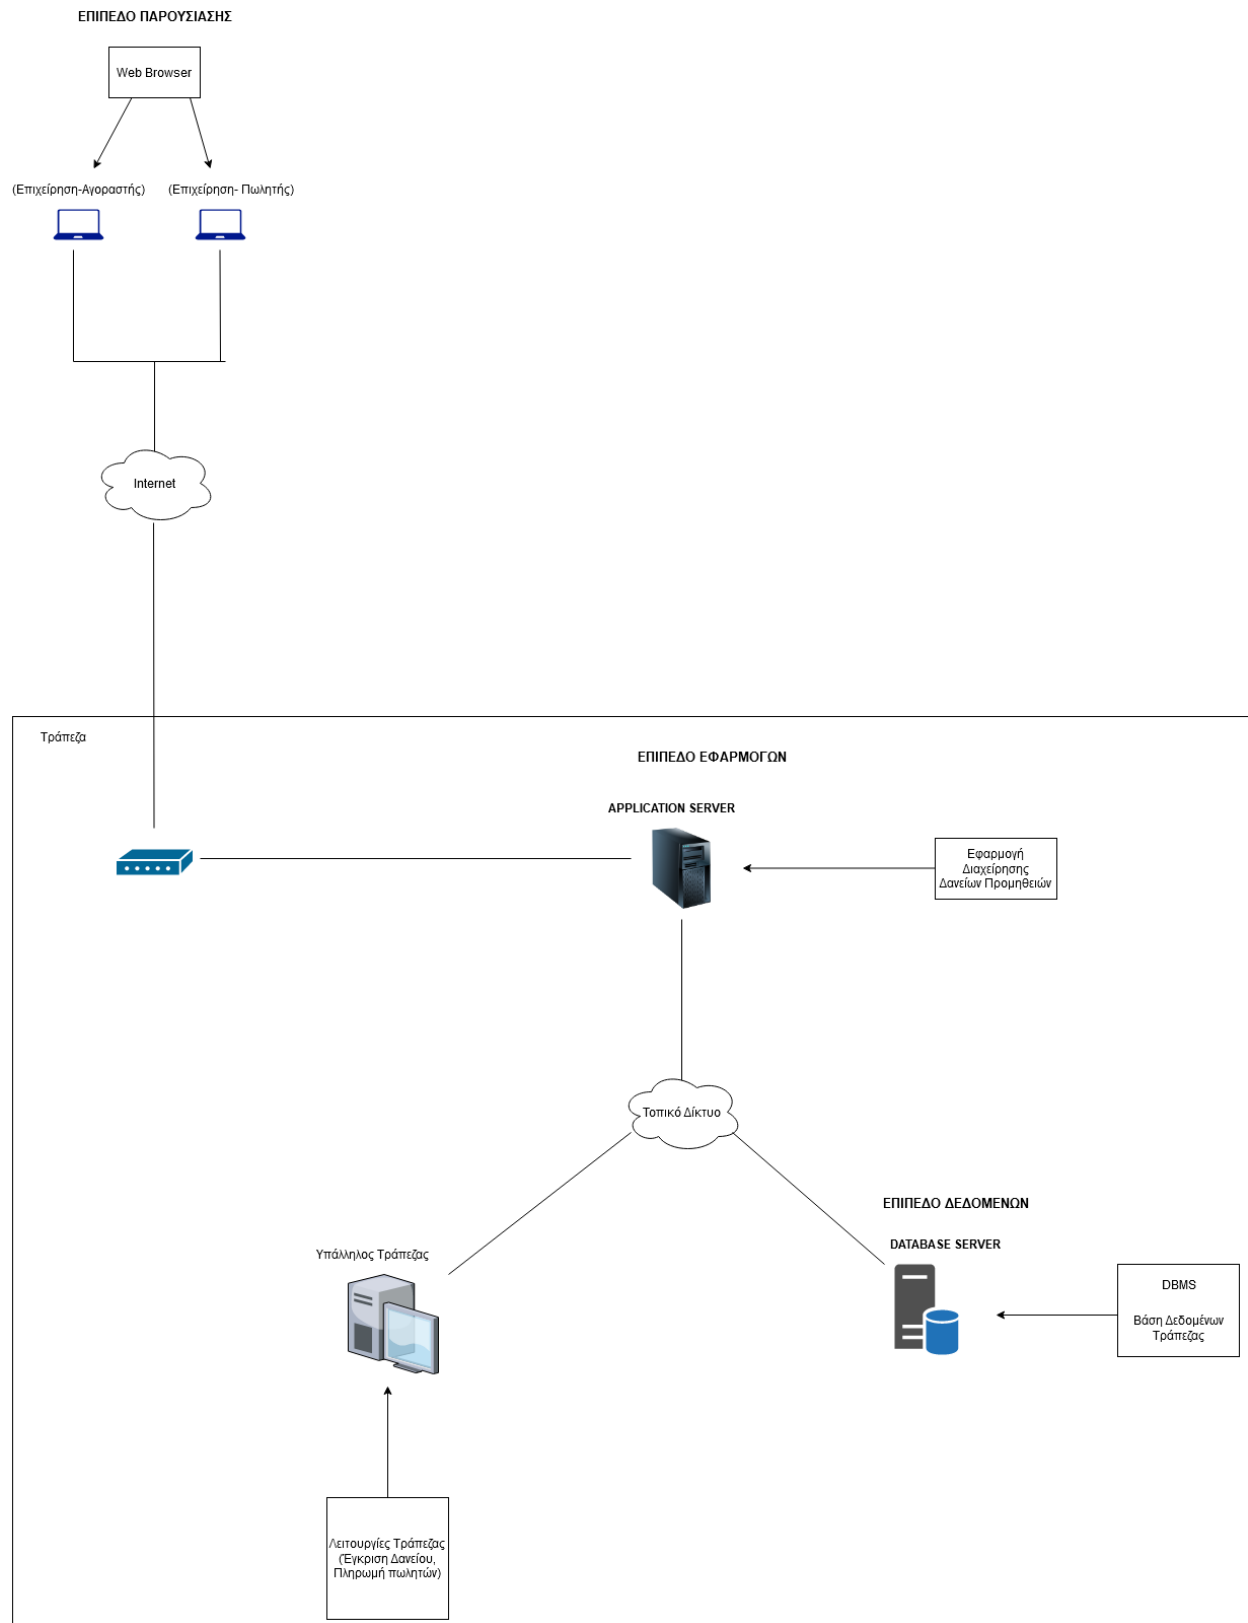 ΕΠΙΠΕΔΟ ΠΑΡΟΥΣΙΑΣΗΣ
Web Browser
(Επιχείρηση-Αγοραστής)
(Επιχείρηση- Πωλητής)
Internet
Τράπεζα
ΕΠΙΠΕΔΟ ΕΦΑΡΜΟΓΩΝ
APPLICATION SERVER
Εφαρμογή
Διαχείρησης
Δανείων Προμηθειών
Τοπικό Δίκτυο
ΕΠΙΠΕΔΟ ΔΕΔΟΜΕΝΩΝ
DATABASE SERVER
Υπάλληλος Τράπεζας
DBMS
Βάση Δεδομένων
Τράπεζας
Λειτουργίες Τράπεζας
(Έγκριση Δανείου,
Πληρωμή πωλητών)